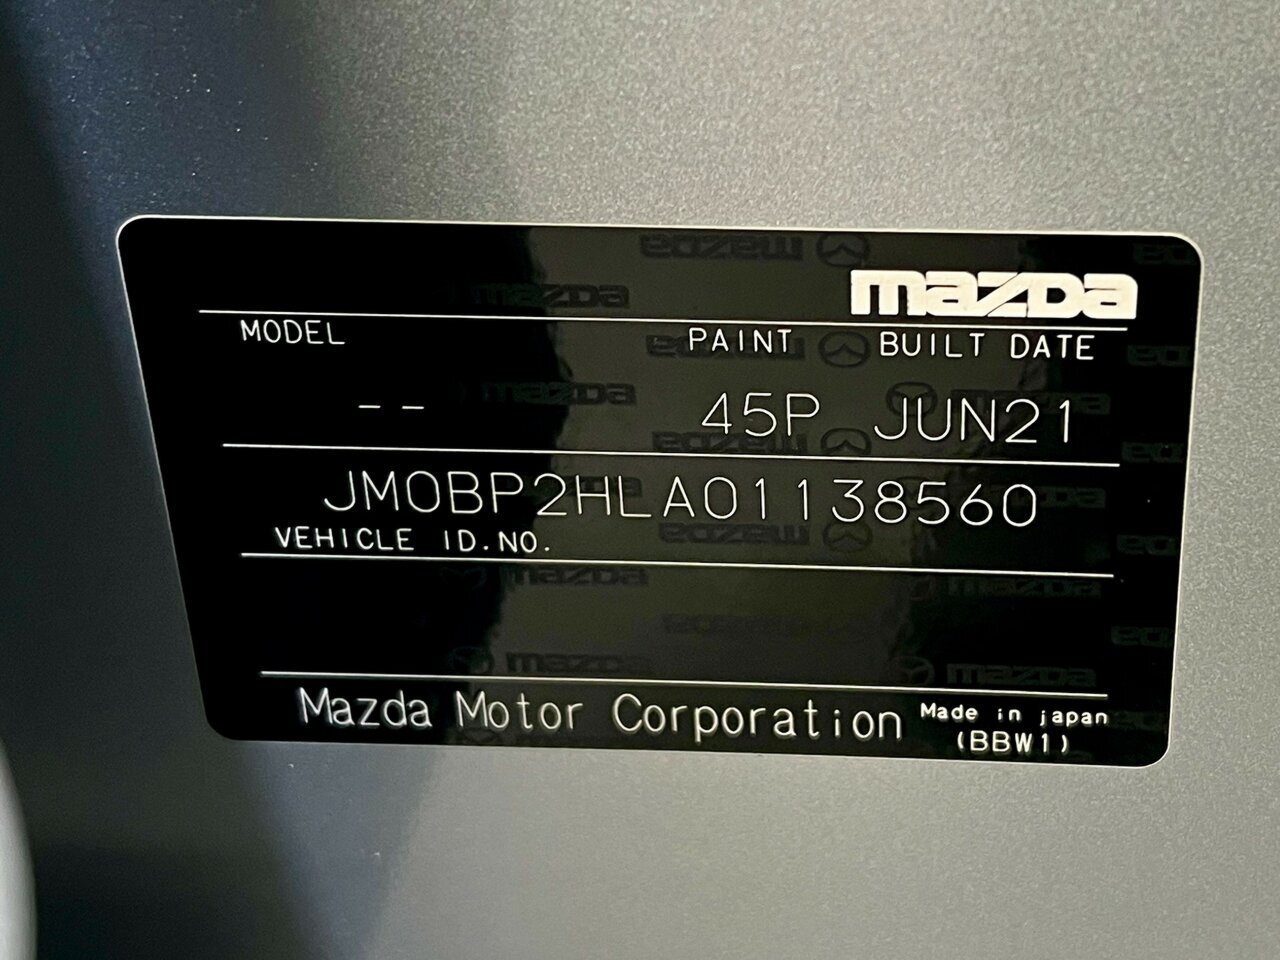 mazda
MODEL PAINT BUILT DATE
-- 45P JUN21
JM0BP2HLA01138560
VEHICLE ID.NO.
Mazda Motor Corporation Made in japan
(BBW1)